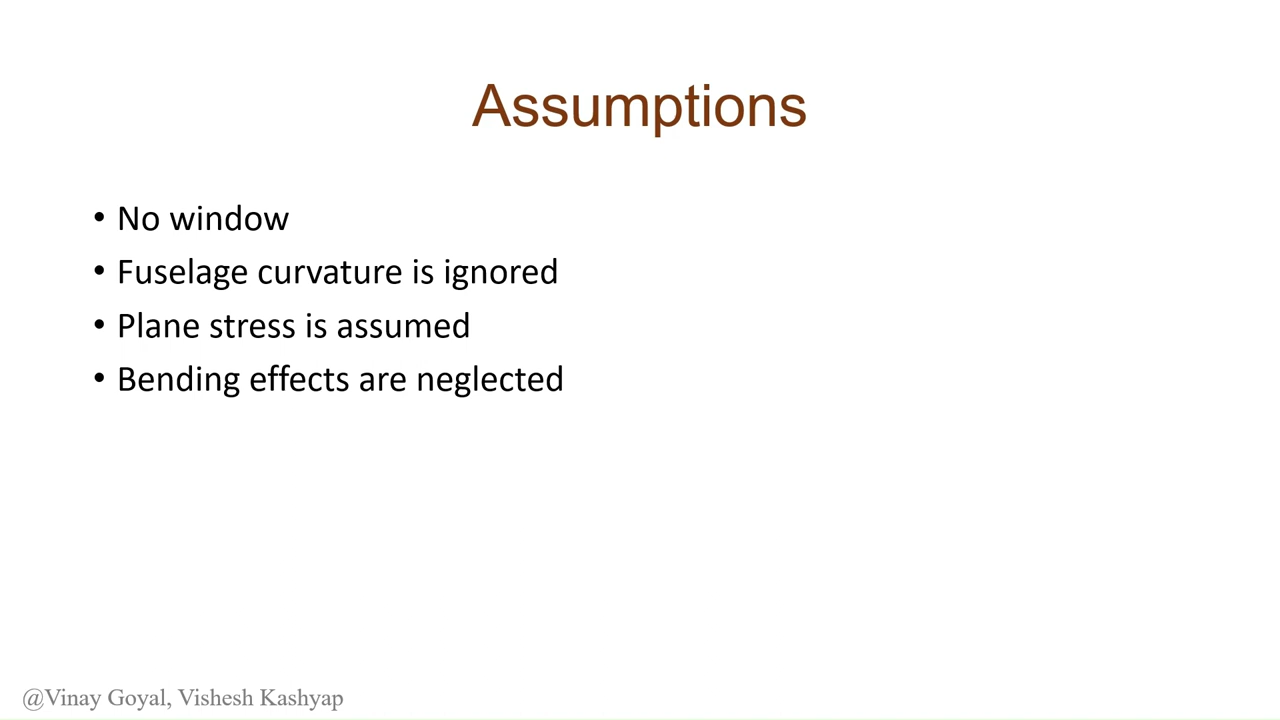 Assumptions
• No window
• Fuselage curvature is ignored
• Plane stress is assumed
• Bending effects are neglected
@Vinay Goyal, Vishesh Kashyap